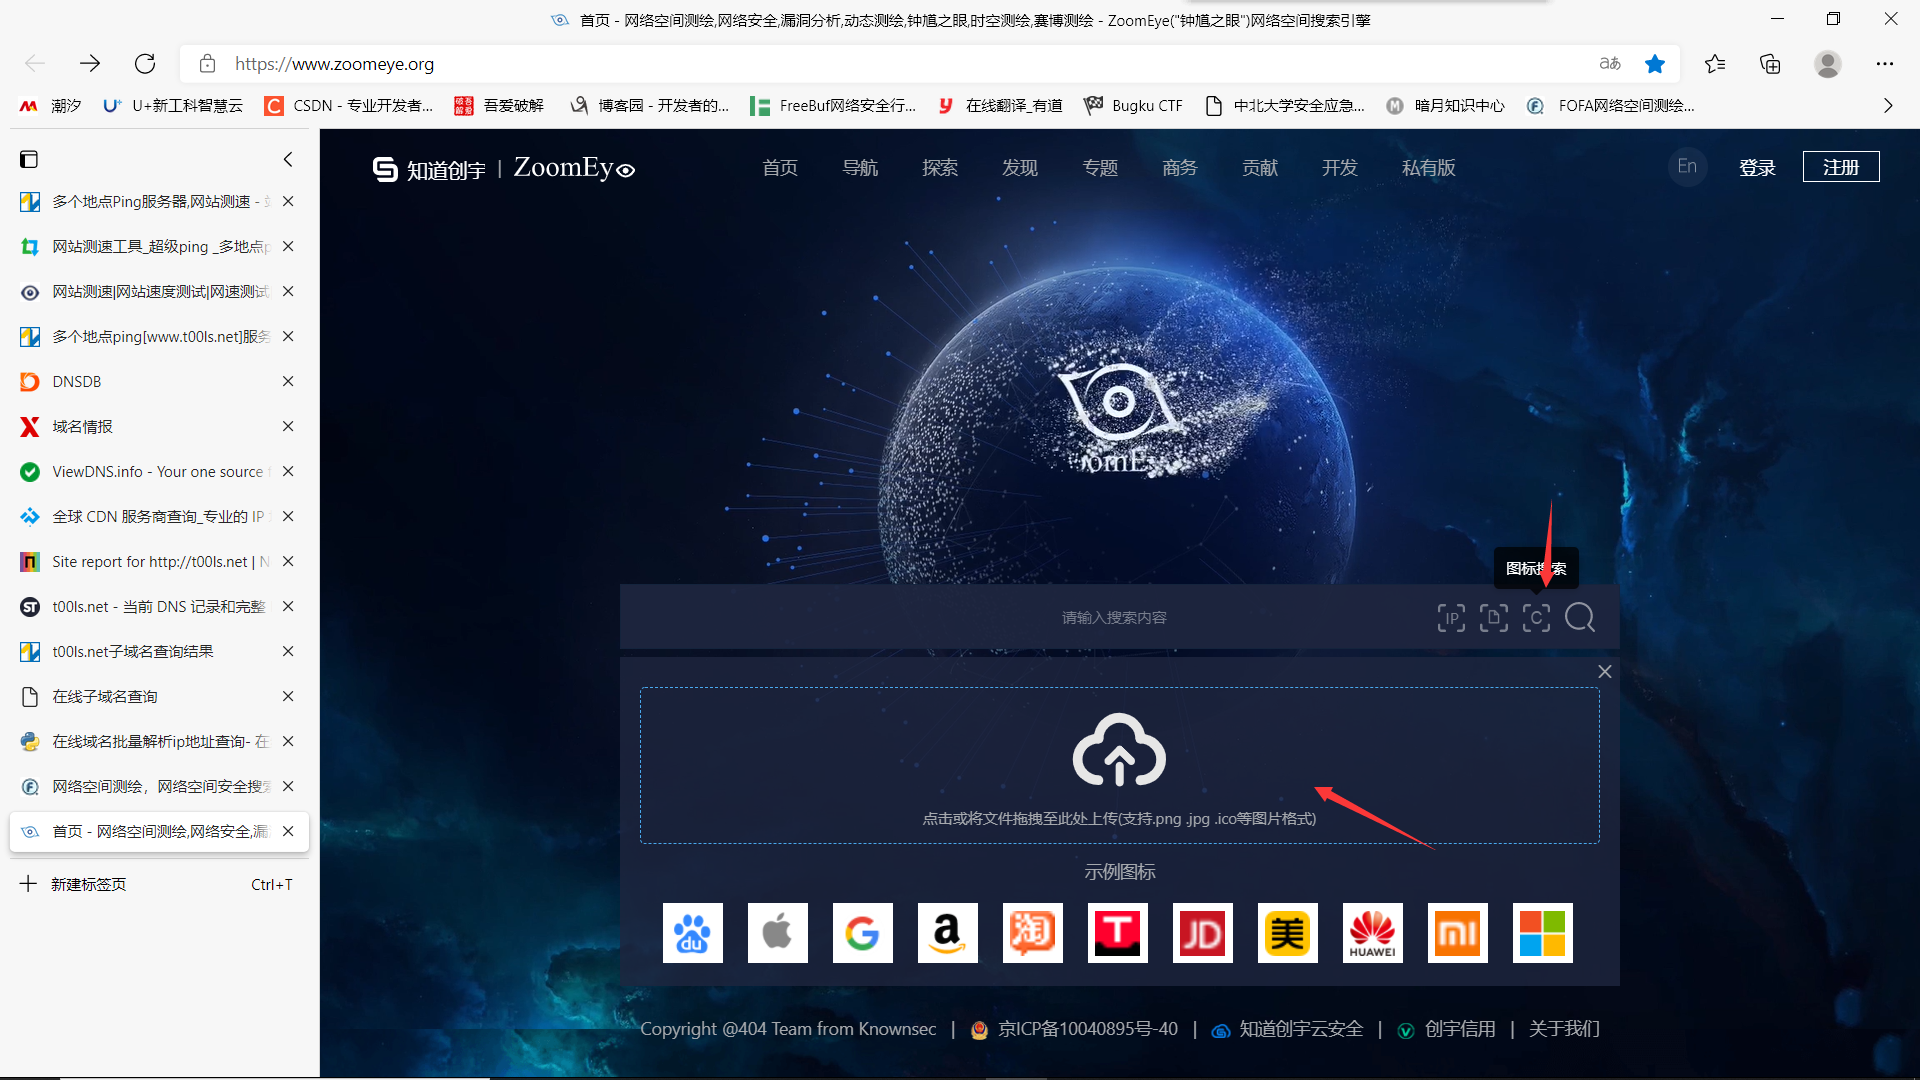 首页 - 网络空间测绘,网络安全,漏洞分析,动态测绘,钟馗之眼,时空测绘,赛博测绘 - ZoomEye("钟馗之眼")网络空间搜索引擎
https://www.zoomeye.org
潮汐 U+新工科智慧云 CSDN - 专业开发者... 吾爱破解 博客园 - 开发者的... FreeBuf网络安全行... 在线翻译_有道 Bugku CTF 中北大学安全应急... 暗月知识中心 FOFA网络空间测绘...
知道创宇 | ZoomEy
首页 导航 探索 发现 专题 商务 贡献 开发 私有版 En 登录 注册
多个地点Ping服务器,网站测速 -
网站测速工具_超级ping _多地点p
网站测速|网站速度测试|网速测试
多个地点ping[www.t00ls.net]服务
DNSDB
域名情报
ViewDNS.info - Your one source
全球 CDN 服务商查询_专业的 IP
Site report for http://t00ls.net | N
t00ls.net - 当前 DNS 记录和完整
t00ls.net子域名查询结果
在线子域名查询
在线域名批量解析ip地址查询- 在
网络空间测绘，网络空间安全搜索
首页 - 网络空间测绘,网络安全,漏
新建标签页 Ctrl+T
omEy
图标搜索
请输入搜索内容
IP C
点击或将文件拖拽至此处上传(支持.png .jpg .ico等图片格式)
示例图标
du G a 淘 T JD 美 HUAWEI mi
Copyright @404 Team from Knownsec | 京ICP备10040895号-40 | 知道创宇云安全 | 创宇信用 | 关于我们